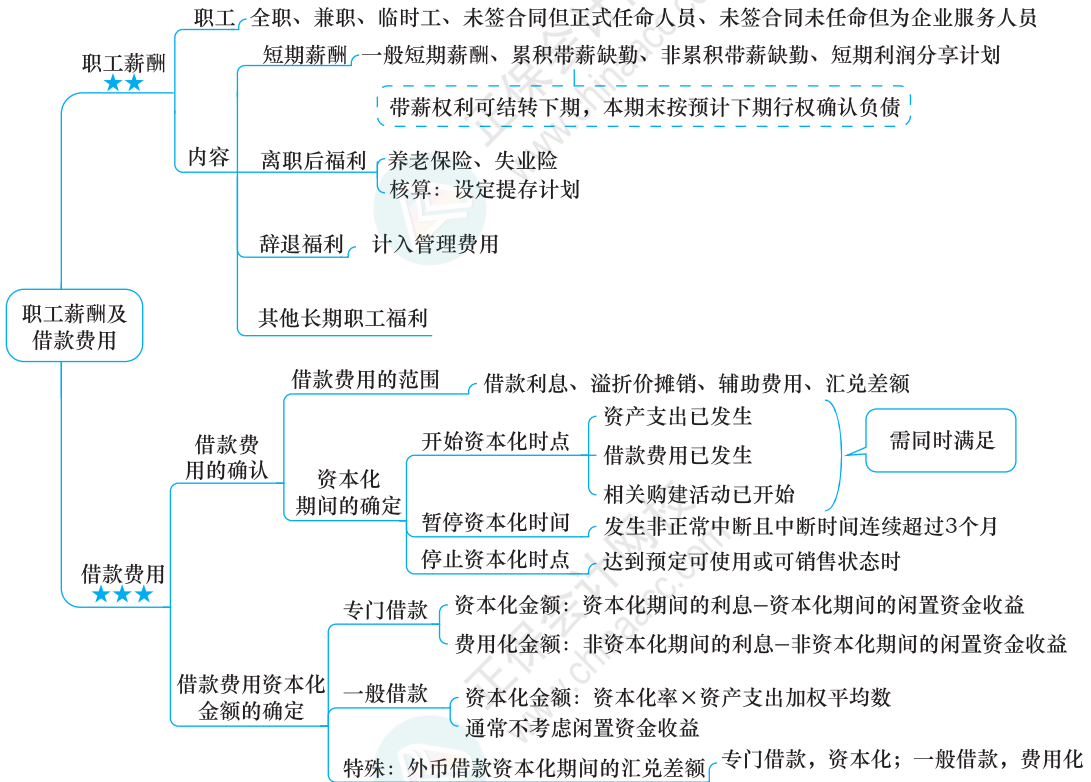 职工 全职、兼职、临时工、未签合同但正式任命人员、未签合同未任命但为企业服务人员
职工薪酬
★★
短期薪酬 一般短期薪酬、累积带薪缺勤、非累积带薪缺勤、短期利润分享计划
带薪权利可结转下期，本期末按预计下期行权确认负债
内容
离职后福利
养老保险、失业险
核算：设定提存计划
辞退福利 计入管理费用
其他长期职工福利
职工薪酬及
借款费用
借款费用
★★★
借款费
用的确认
借款费用的范围 借款利息、溢折价摊销、辅助费用、汇兑差额
资本化
期间的确定
开始资本化时点
资产支出已发生
借款费用已发生
相关购建活动已开始
需同时满足
暂停资本化时间 发生非正常中断且中断时间连续超过3个月
停止资本化时点 达到预定可使用或可销售状态时
借款费用资本化
金额的确定
专门借款
资本化金额：资本化期间的利息-资本化期间的闲置资金收益
费用化金额：非资本化期间的利息-非资本化期间的闲置资金收益
一般借款
资本化金额：资本化率×资产支出加权平均数
通常不考虑闲置资金收益
特殊：外币借款资本化期间的汇兑差额 专门借款，资本化；一般借款，费用化
正保会计网校
www.chinaacc.com